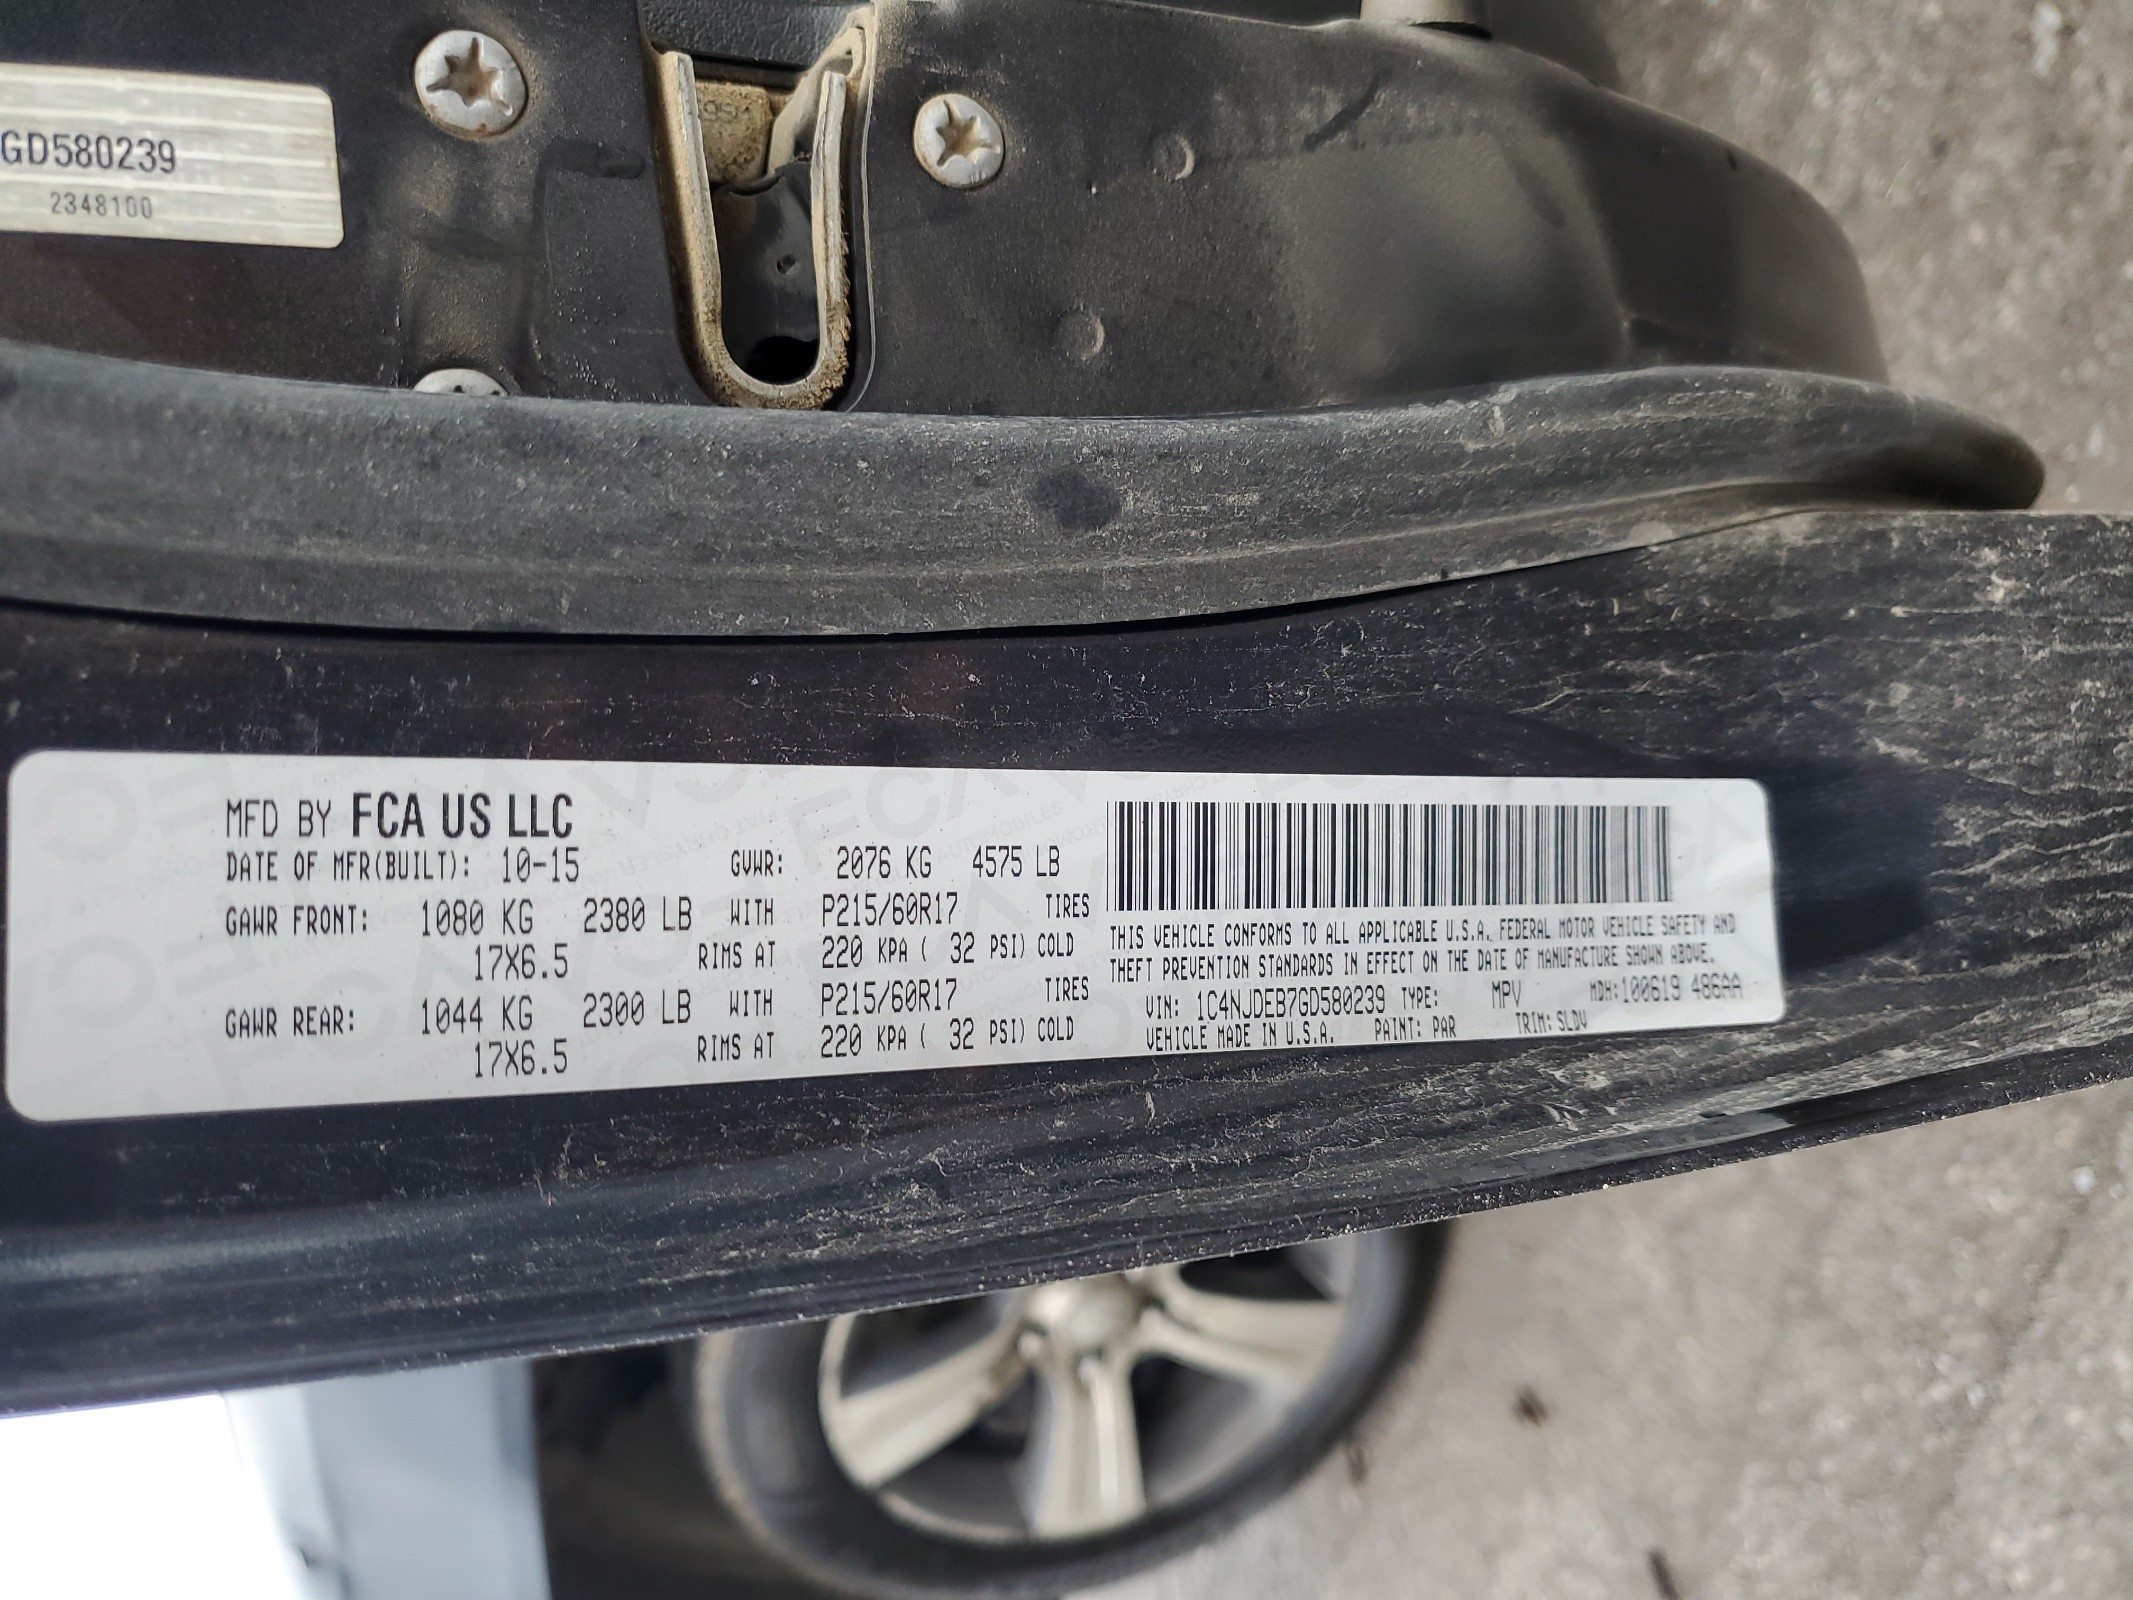 GD580239
2348100
MFD BY FCA US LLC
DATE OF MFR(BUILT): 10-15 GVWR: 2076 KG 4575 LB
GAWR FRONT: 1080 KG 2380 LB WITH P215/60R17 TIRES
17X6.5 RIMS AT 220 KPA ( 32 PSI) COLD
GAWR REAR: 1044 KG 2300 LB WITH P215/60R17 TIRES
17X6.5 RIMS AT 220 KPA ( 32 PSI) COLD
THIS VEHICLE CONFORMS TO ALL APPLICABLE U.S.A. FEDERAL MOTOR VEHICLE SAFETY AND
THEFT PREVENTION STANDARDS IN EFFECT ON THE DATE OF MANUFACTURE SHOWN ABOVE.
VIN: 1C4NJDEB7GD580239 TYPE: MPV MDH:100619 486AA
VEHICLE MADE IN U.S.A. PAINT: PAR TRIM: SLDV